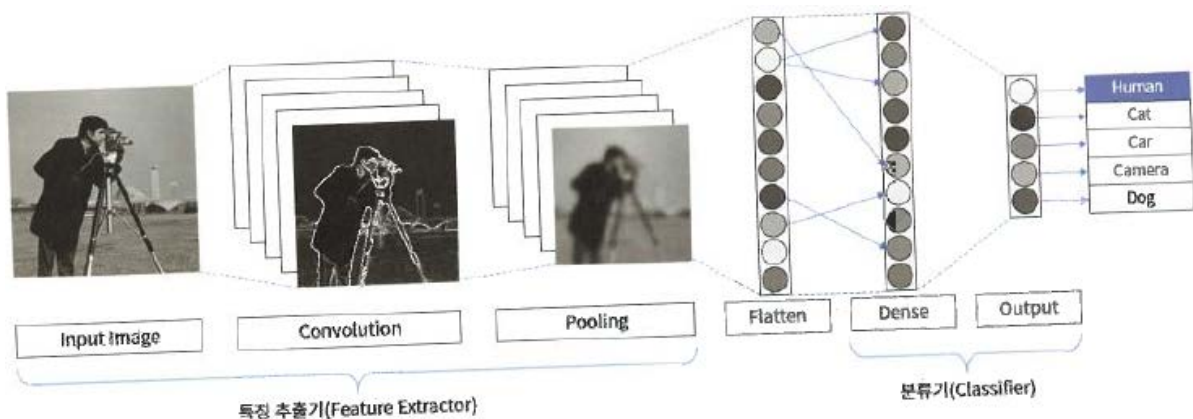 Human
Cat
Car
Camera
Dog
Input Image
Convolution
Pooling
Flatten
Dense
Output
특징 추출기(Feature Extractor)
분류기(Classifier)